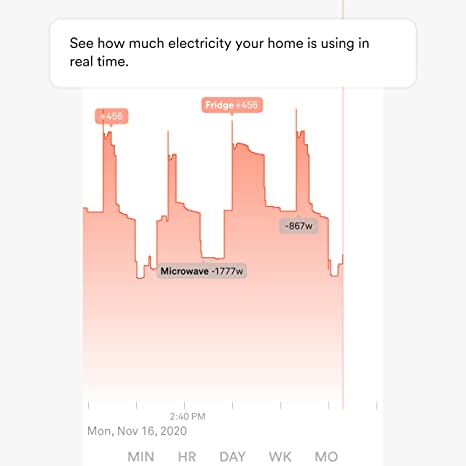 See how much electricity your home is using in
real time.
+456
Fridge +456
-867w
Microwave -1777w
2:40 PM
Mon, Nov 16, 2020
MIN HR DAY WK MO